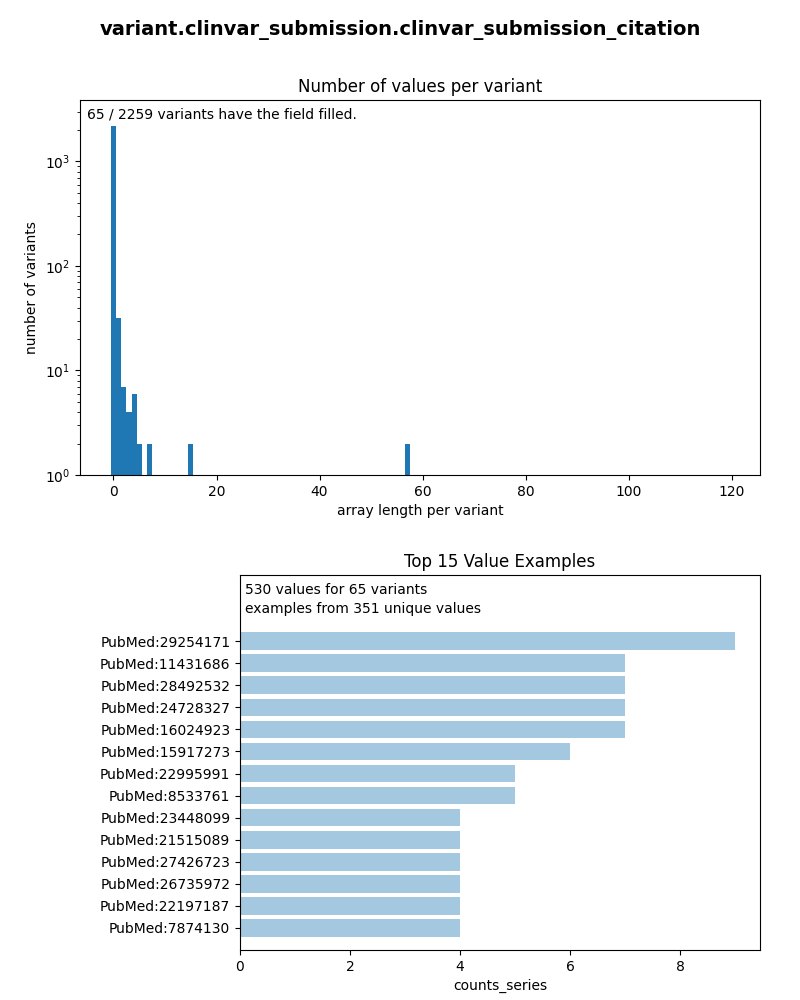 variant.clinvar_submission.clinvar_submission_citation
Number of values per variant
65 / 2259 variants have the field filled.
10³
10²
10¹
10⁰
number of variants
0 20 40 60 80 100 120
array length per variant
Top 15 Value Examples
530 values for 65 variants
examples from 351 unique values
PubMed:29254171
PubMed:11431686
PubMed:28492532
PubMed:24728327
PubMed:16024923
PubMed:15917273
PubMed:22995991
PubMed:8533761
PubMed:23448099
PubMed:21515089
PubMed:27426723
PubMed:26735972
PubMed:22197187
PubMed:7874130
0 2 4 6 8
counts_series